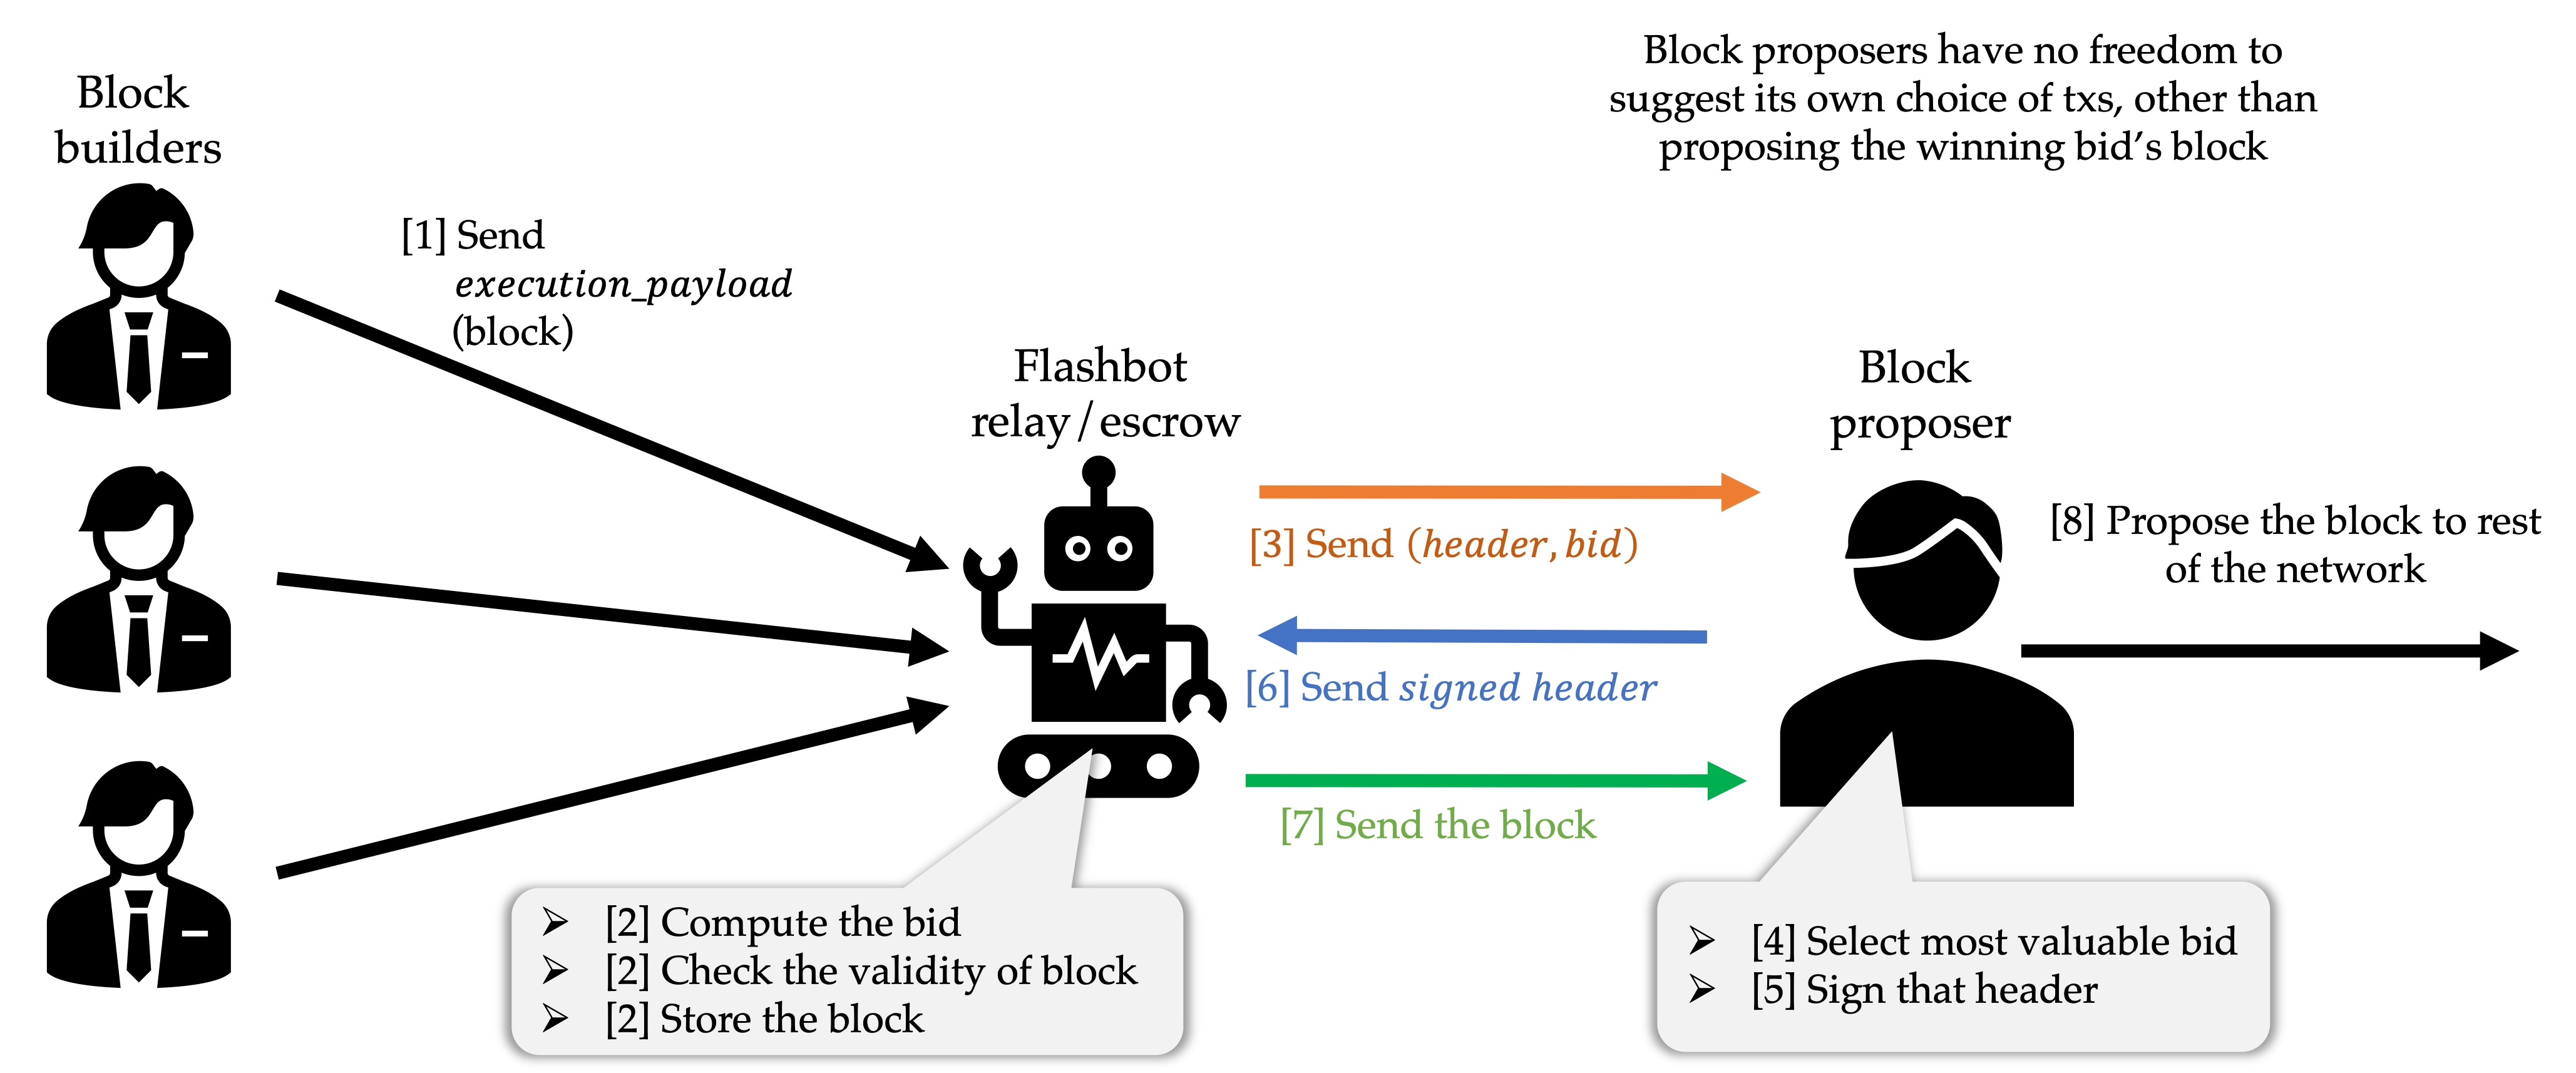 Block proposers have no freedom to
suggest its own choice of txs, other than
proposing the winning bid's block
Block
builders
[1] Send
execution_payload
(block)
Flashbot
relay/escrow
Block
proposer
[3] Send (header, bid)
[8] Propose the block to rest
of the network
[6] Send signed header
[7] Send the block
➢ [2] Compute the bid
➢ [2] Check the validity of block
➢ [2] Store the block
➢ [4] Select most valuable bid
➢ [5] Sign that header